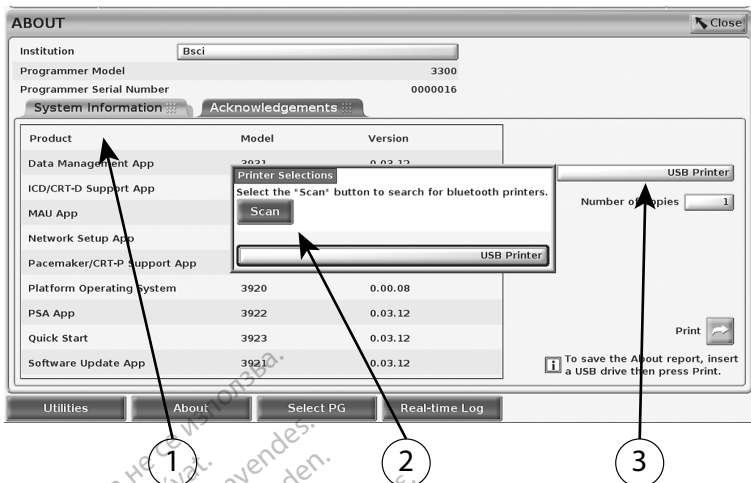 ABOUT
Close
Institution Bsci
Programmer Model 3300
Programmer Serial Number 0000016
System Information Acknowledgements
Product Model Version
Data Management App
ICD/CRT-D Support App
MAU App
Network Setup App
Pacemaker/CRT-P Support App
Platform Operating System 3920 0.00.08
PSA App 3922 0.03.12
Quick Start 3923 0.03.12
Software Update App 3921 0.03.12
Printer Selections
Select the "Scan" button to search for bluetooth printers.
Scan
USB Printer
USB Printer
Number of Copies 1
Print
i To save the About report, insert
a USB drive then press Print.
Utilities About Select PG Real-time Log
1 2 3